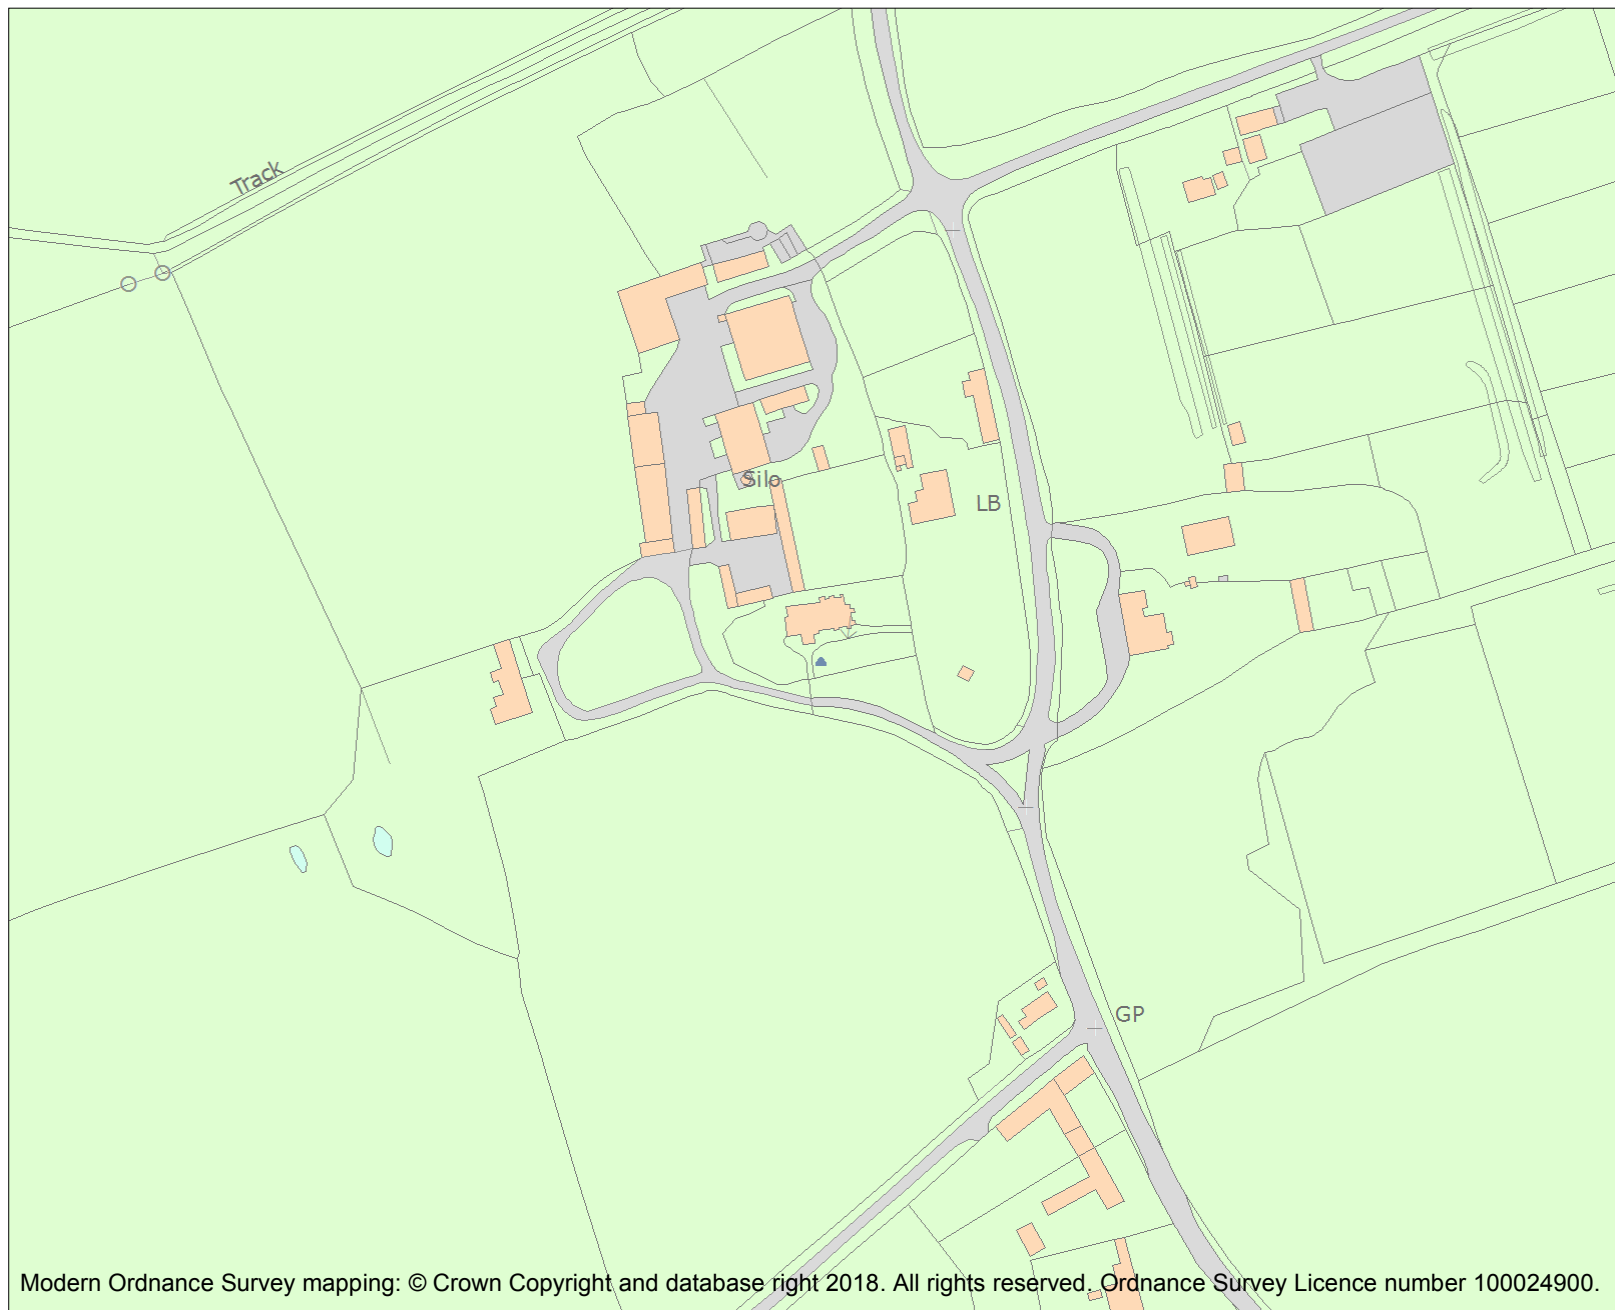 Track
Silo
LB
GP
Modern Ordnance Survey mapping: © Crown Copyright and database right 2018. All rights reserved. Ordnance Survey Licence number 100024900.